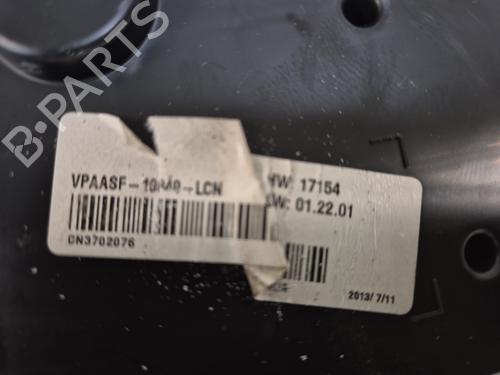 B-PARTS
VPAASF-10849-LCN
HW: 17154
SW: 01.22.01
CN3702076
2013/ 7/11